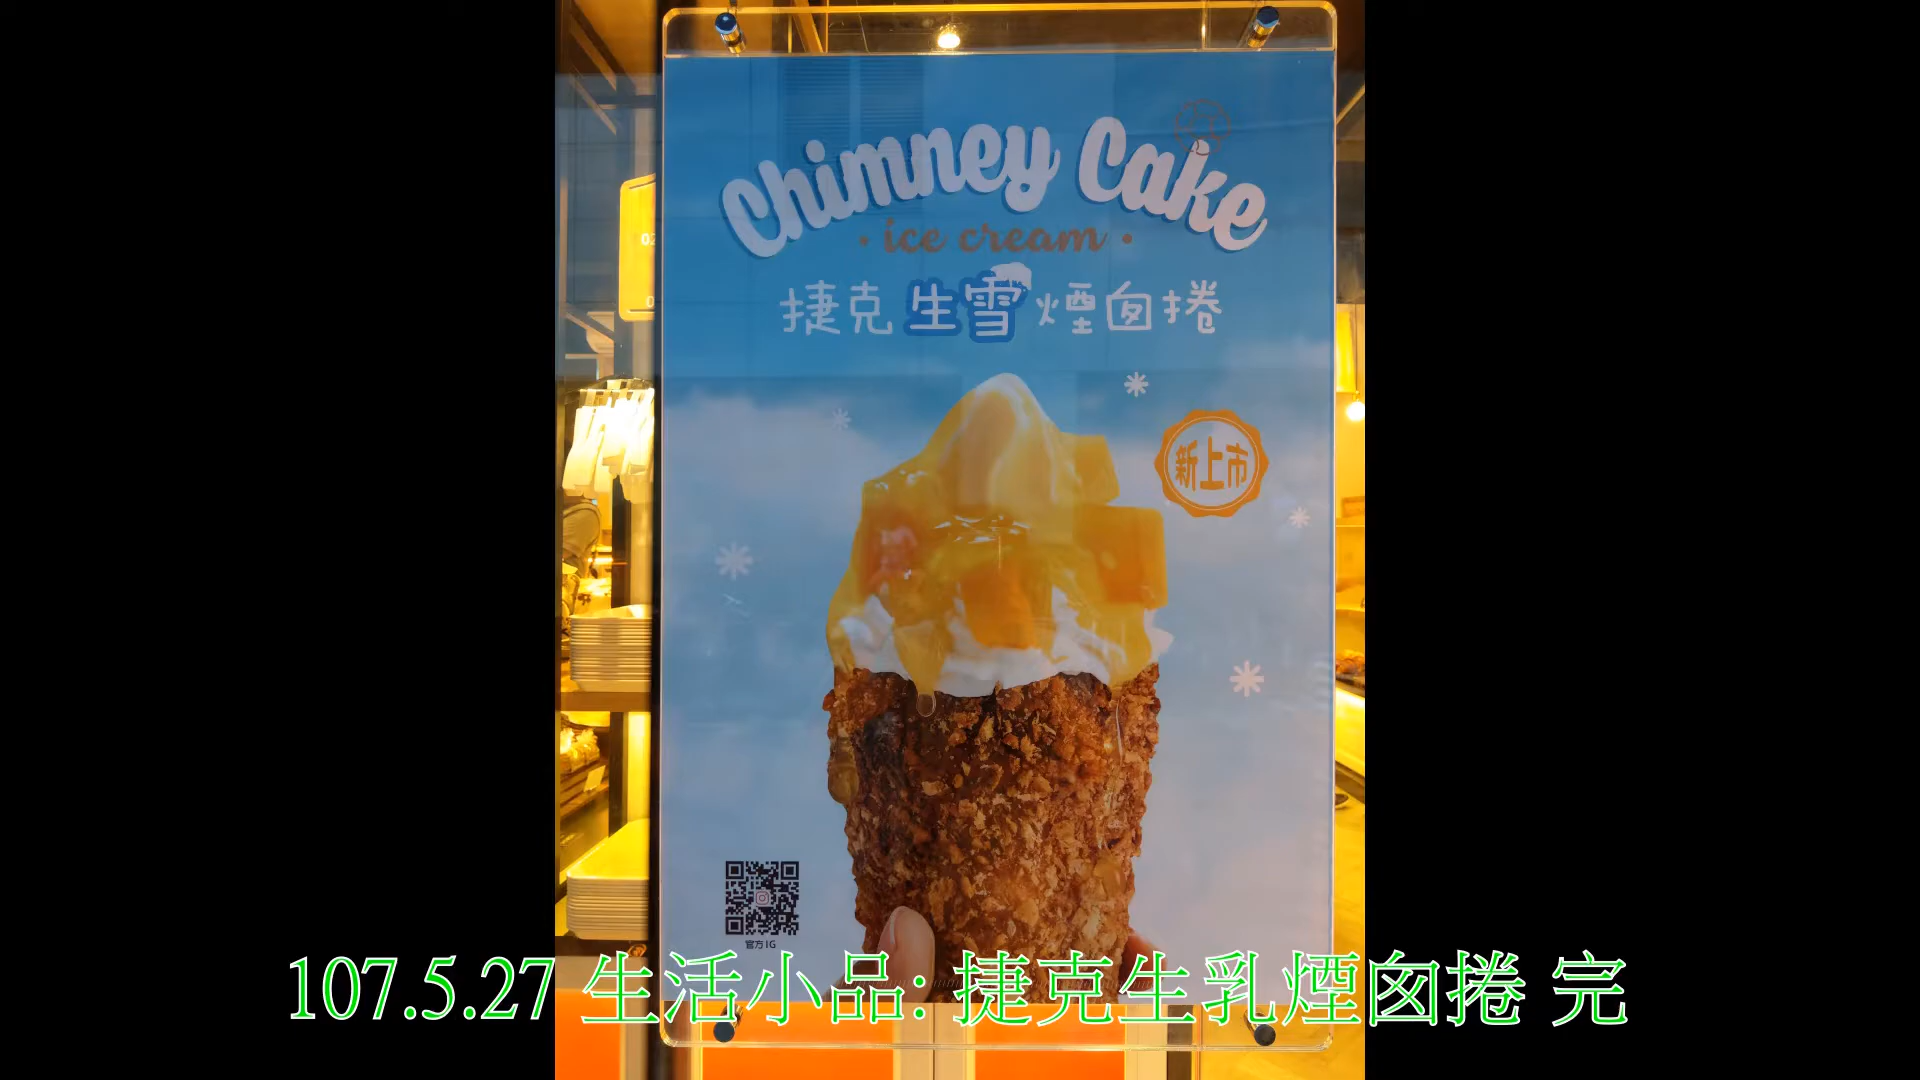 Chimney Cake
• ice cream •
捷克生雪煙囪捲
新上市
官方IG
107.5.27 生活小品: 捷克生乳煙囪捲 完